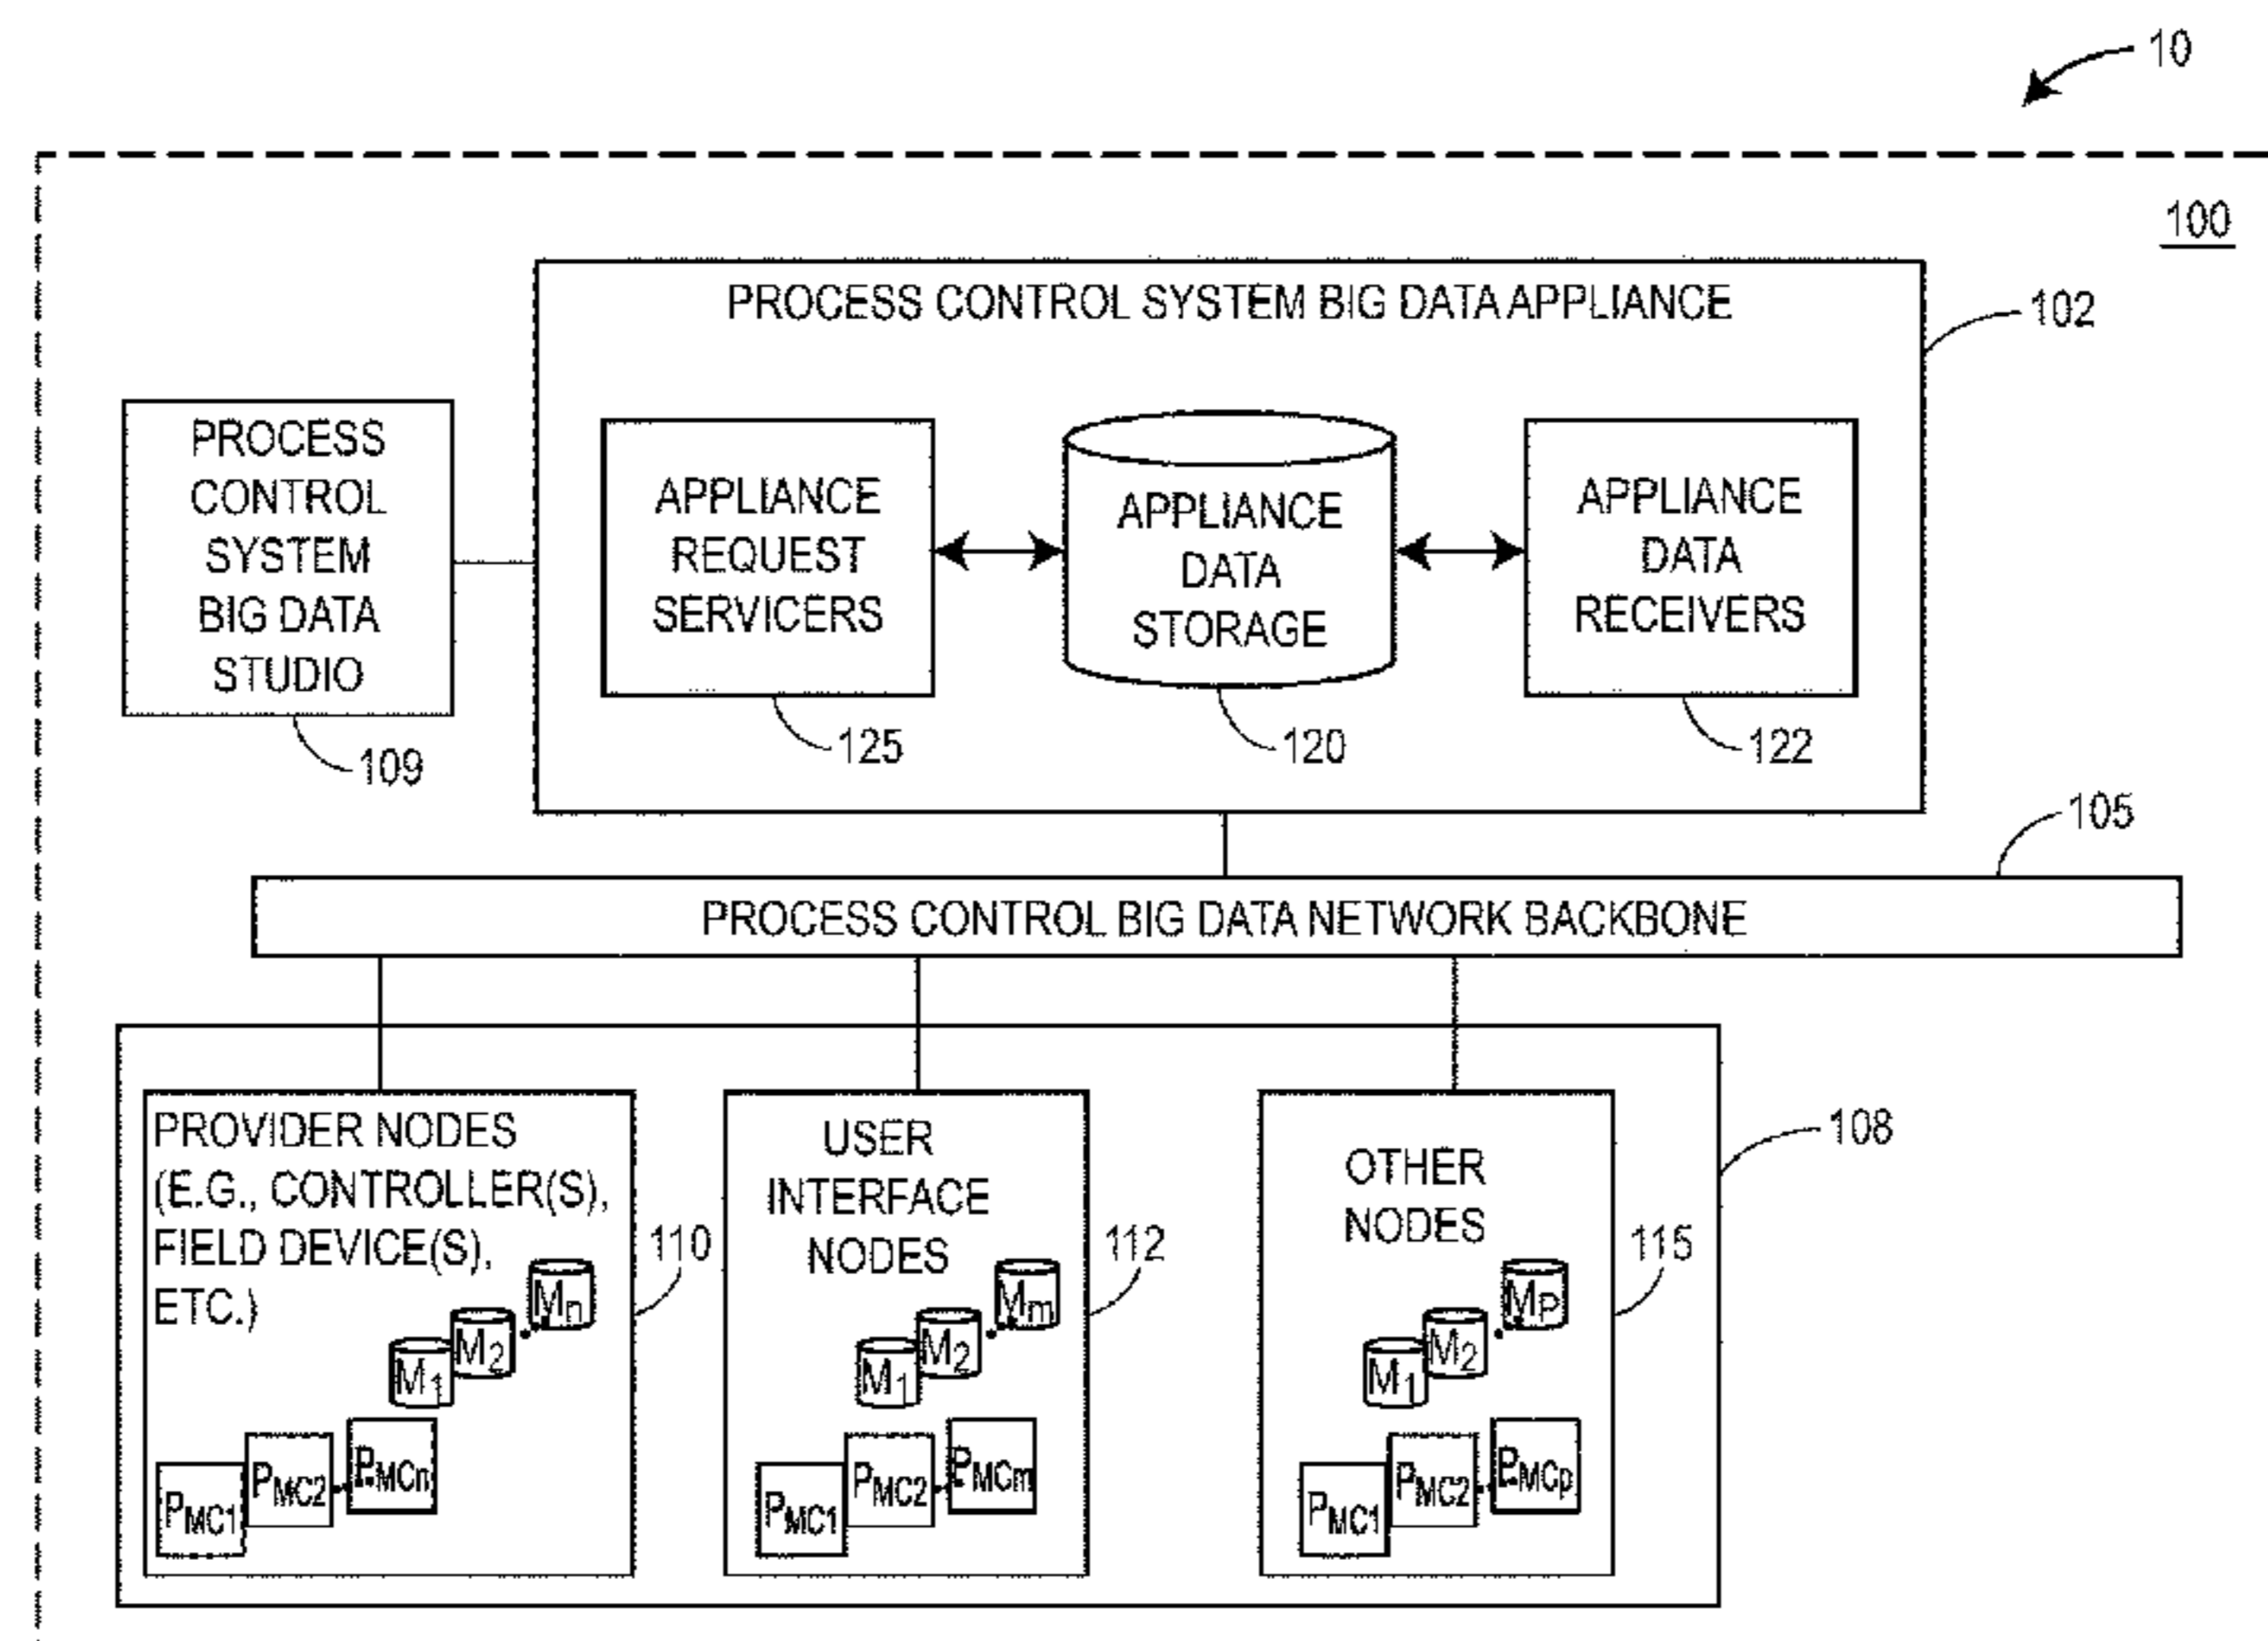 10
100
PROCESS CONTROL SYSTEM BIG DATA APPLIANCE
102
PROCESS
CONTROL
SYSTEM
BIG DATA
STUDIO
109
APPLIANCE
REQUEST
SERVICERS
125
APPLIANCE
DATA
STORAGE
120
APPLIANCE
DATA
RECEIVERS
122
105
PROCESS CONTROL BIG DATA NETWORK BACKBONE
108
PROVIDER NODES
(E.G., CONTROLLER(S),
FIELD DEVICE(S),
ETC.)
110
M1
M2
Mn
PMC1
PMC2
PMCn
USER
INTERFACE
NODES
112
M1
M2
Mm
PMC1
PMC2
PMCm
OTHER
NODES
115
M1
M2
MP
PMC1
PMC2
PMCp